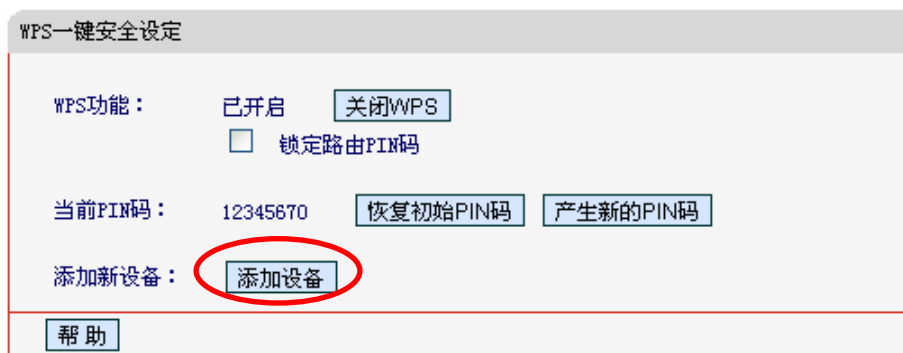 WPS一键安全设定
WPS功能： 已开启 关闭WPS
锁定路由PIN码
当前PIN码： 12345670 恢复初始PIN码 产生新的PIN码
添加新设备： 添加设备
帮 助